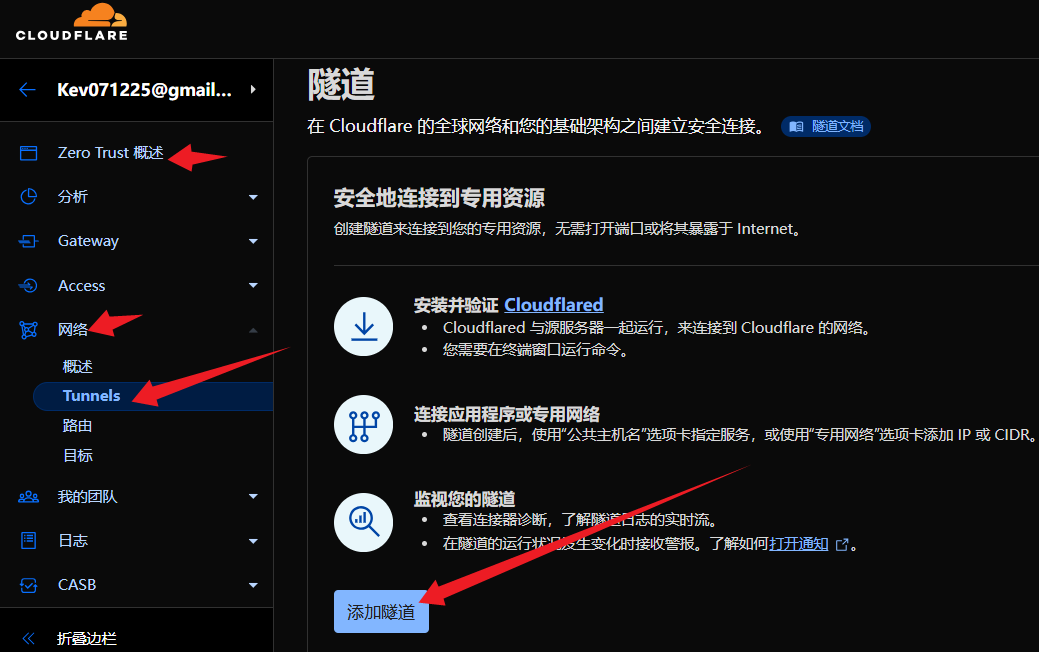 CLOUDFLARE
Kev071225@gmail...
Zero Trust 概述
分析
Gateway
Access
网络
概述
Tunnels
路由
目标
我的团队
日志
CASB
折叠边栏
隧道
在 Cloudflare 的全球网络和您的基础架构之间建立安全连接。 隧道文档
安全地连接到专用资源
创建隧道来连接到您的专用资源，无需打开端口或将其暴露于 Internet。
安装并验证 Cloudflared
• Cloudflared 与源服务器一起运行，来连接到 Cloudflare 的网络。
• 您需要在终端窗口运行命令。
连接应用程序或专用网络
• 隧道创建后，使用“公共主机名”选项卡指定服务，或使用“专用网络”选项卡添加 IP 或 CIDR。
监视您的隧道
• 查看连接器诊断，了解隧道日志的实时流。
• 在隧道的运行状况发生变化时接收警报。了解如何打开通知。
添加隧道